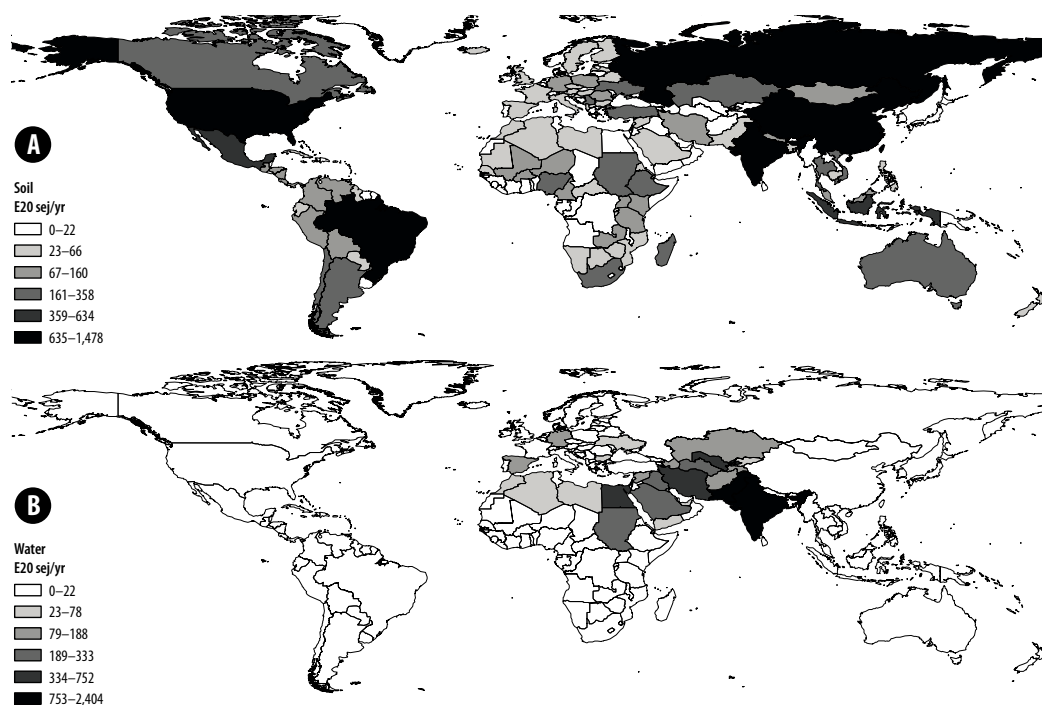 A
Soil
E20 sej/yr
0–22
23–66
67–160
161–358
359–634
635–1,478
B
Water
E20 sej/yr
0–22
23–78
79–188
189–333
334–752
753–2,404